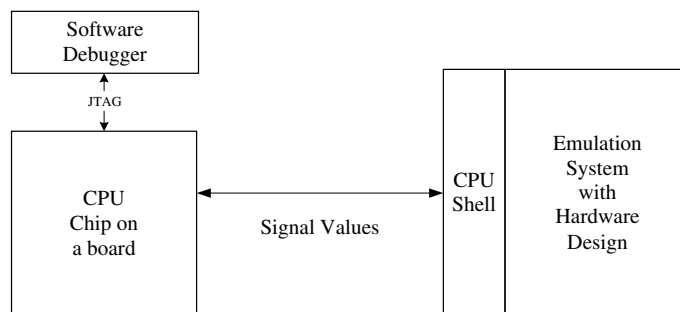 Software
Debugger
JTAG
CPU
Chip on
a board
Signal Values
CPU
Shell
Emulation
System
with
Hardware
Design